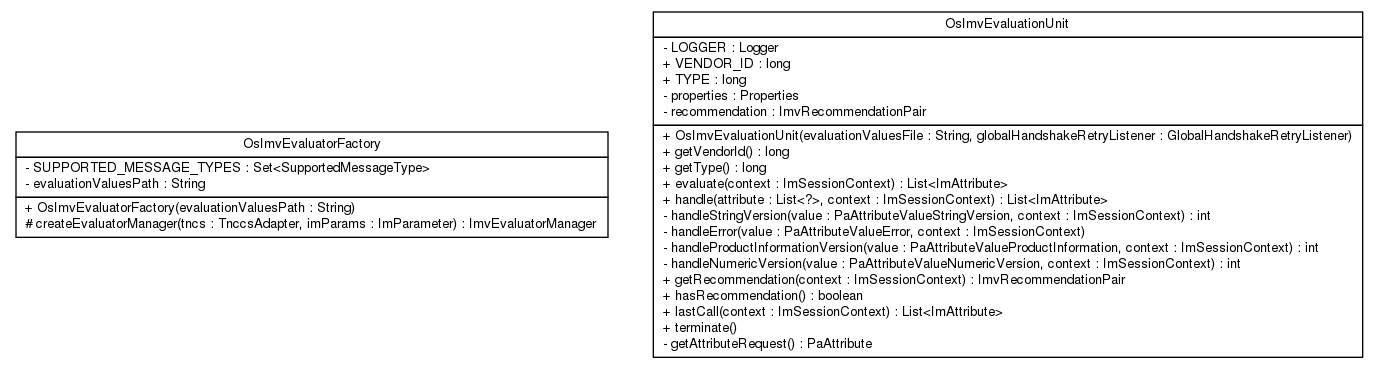 OsImvEvaluatorFactory
- SUPPORTED_MESSAGE_TYPES : Set<SupportedMessageType>
- evaluationValuesPath : String
+ OsImvEvaluatorFactory(evaluationValuesPath : String)
# createEvaluatorManager(tncs : TnccsAdapter, imParams : ImParameter) : ImvEvaluatorManager
OsImvEvaluationUnit
- LOGGER : Logger
+ VENDOR_ID : long
+ TYPE : long
- properties : Properties
- recommendation : ImvRecommendationPair
+ OsImvEvaluationUnit(evaluationValuesFile : String, globalHandshakeRetryListener : GlobalHandshakeRetryListener)
+ getVendorId() : long
+ getType() : long
+ evaluate(context : ImSessionContext) : List<ImAttribute>
+ handle(attribute : List<?>, context : ImSessionContext) : List<ImAttribute>
- handleStringVersion(value : PaAttributeValueStringVersion, context : ImSessionContext) : int
- handleError(value : PaAttributeValueError, context : ImSessionContext)
- handleProductInformationVersion(value : PaAttributeValueProductInformation, context : ImSessionContext) : int
- handleNumericVersion(value : PaAttributeValueNumericVersion, context : ImSessionContext) : int
+ getRecommendation(context : ImSessionContext) : ImvRecommendationPair
+ hasRecommendation() : boolean
+ lastCall(context : ImSessionContext) : List<ImAttribute>
+ terminate()
- getAttributeRequest() : PaAttribute